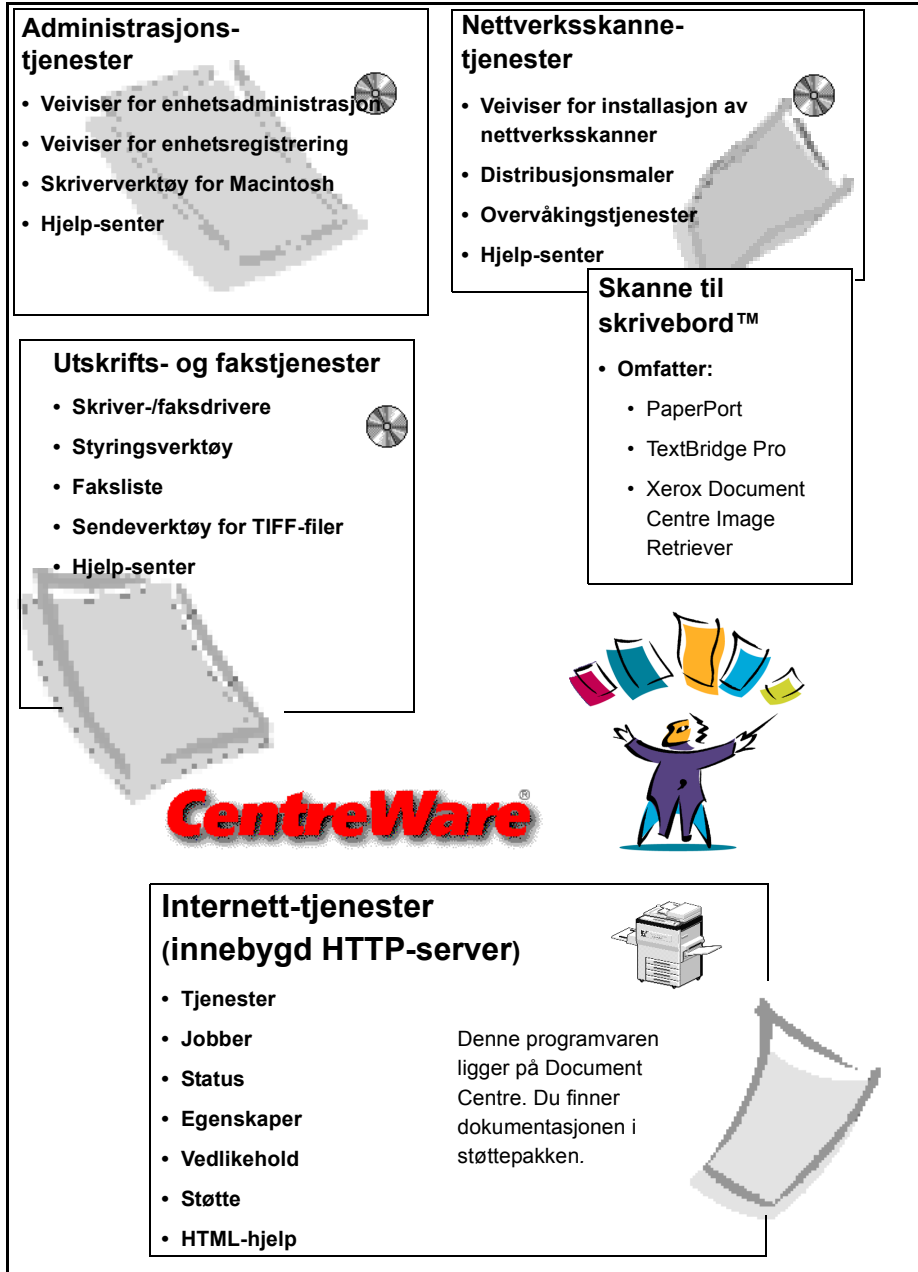 Administrasjons-
tjenester
• Veiviser for enhetsadministrasjon
• Veiviser for enhetsregistrering
• Skriververktøy for Macintosh
• Hjelp-senter
Nettverksskanne-
tjenester
• Veiviser for installasjon av
nettverksskanner
• Distribusjonsmaler
• Overvåkingstjenester
• Hjelp-senter
Skanne til
skrivebord™
• Omfatter:
• PaperPort
• TextBridge Pro
• Xerox Document
Centre Image
Retriever
Utskrifts- og fakstjenester
• Skriver-/faksdrivere
• Styringsverktøy
• Faksliste
• Sendeverktøy for TIFF-filer
• Hjelp-senter
CentreWare®
Internett-tjenester
(innebygd HTTP-server)
• Tjenester
• Jobber
• Status
• Egenskaper
• Vedlikehold
• Støtte
• HTML-hjelp
Denne programvaren
ligger på Document
Centre. Du finner
dokumentasjonen i
støttepakken.